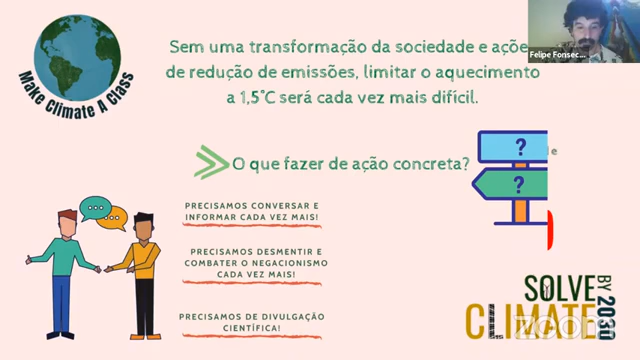 Make Climate A Class
Sem uma transformação da sociedade e
de redução de emissões, limitar o aquecimento
a 1,5°C será cada vez mais difícil.
Felipe Fonsec...
O que fazer de ação concreta?
?
?
PRECISAMOS CONVERSAR E
INFORMAR CADA VEZ MAIS!
PRECISAMOS DESMENTIR E
COMBATER O NEGACIONISMO
CADA VEZ MAIS!
PRECISAMOS DE DIVULGAÇÃO
CIENTÍFICA!
SOLVE
CLIMATE
BY 2030
zoom